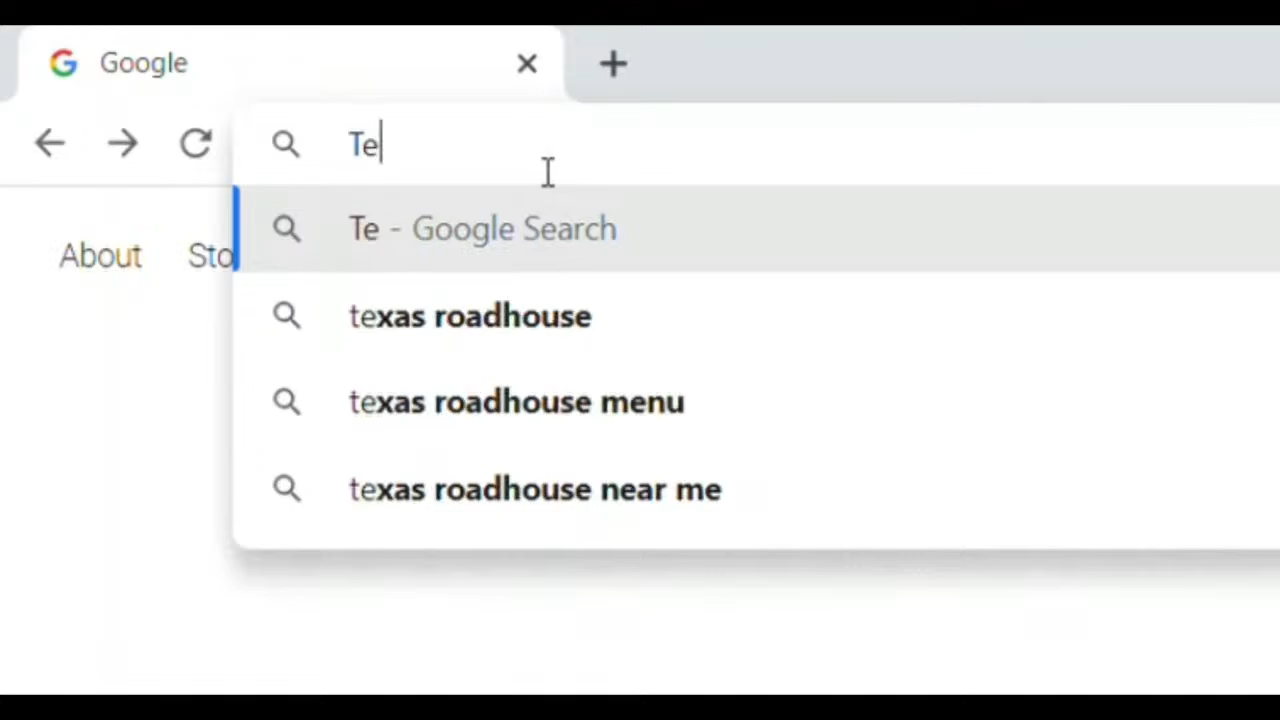 Google
Te
Te - Google Search
About Sto
texas roadhouse
texas roadhouse menu
texas roadhouse near me